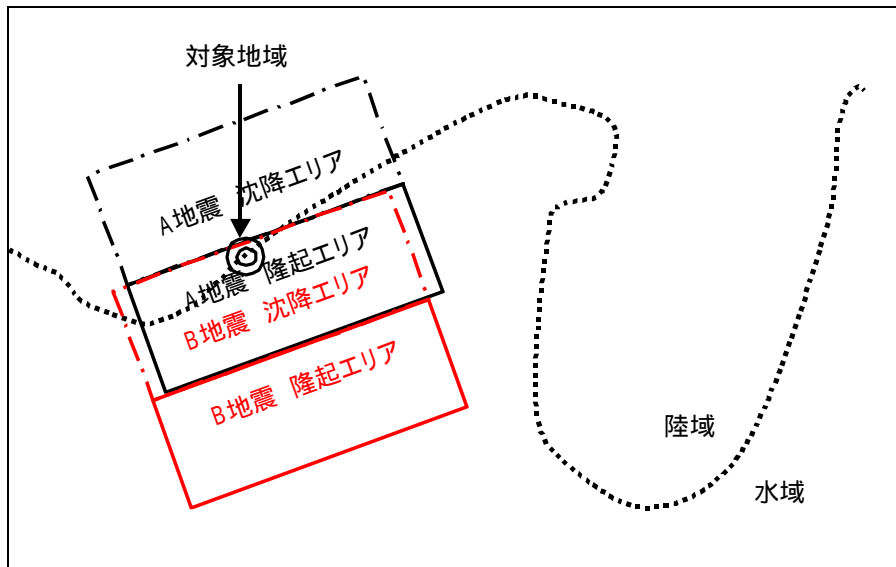 対象地域
A地震 沈降エリア
A地震 隆起エリア
B地震 沈降エリア
B地震 隆起エリア
陸域
水域